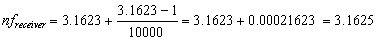 nf_receiver = 3.1623 + (3.1623 − 1)/10000 = 3.1623 + 0.00021623 = 3.1625